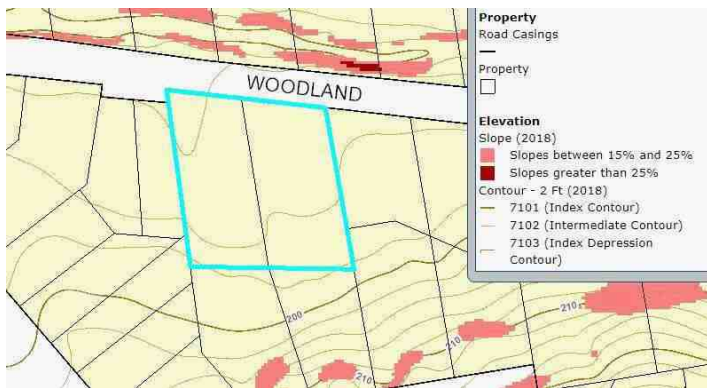 WOODLAND
200
210
210
210
Property
Road Casings
Property
Elevation
Slope (2018)
Slopes between 15% and 25%
Slopes greater than 25%
Contour - 2 Ft (2018)
7101 (Index Contour)
7102 (Intermediate Contour)
7103 (Index Depression
Contour)